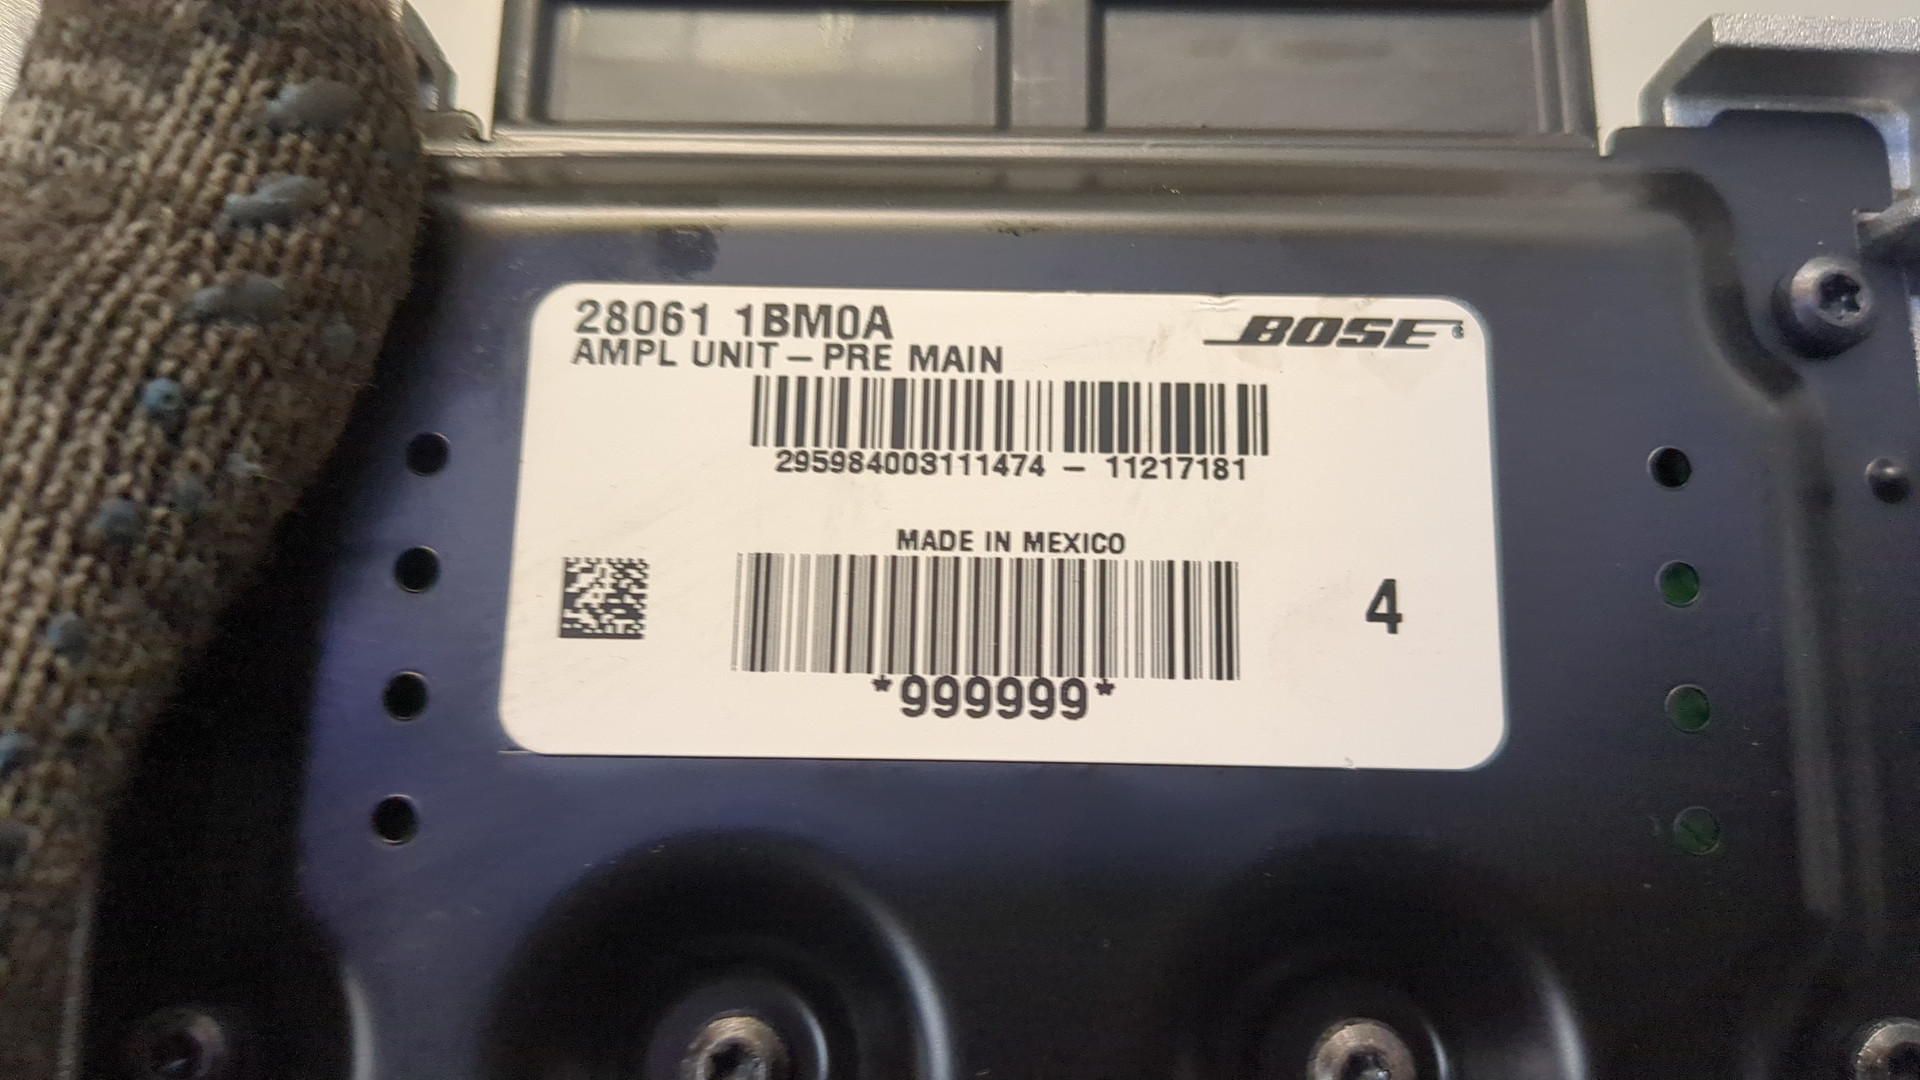 28061 1BM0A
BOSE
AMPL UNIT – PRE MAIN
295984003111474 – 11217181
MADE IN MEXICO
4
*999999*